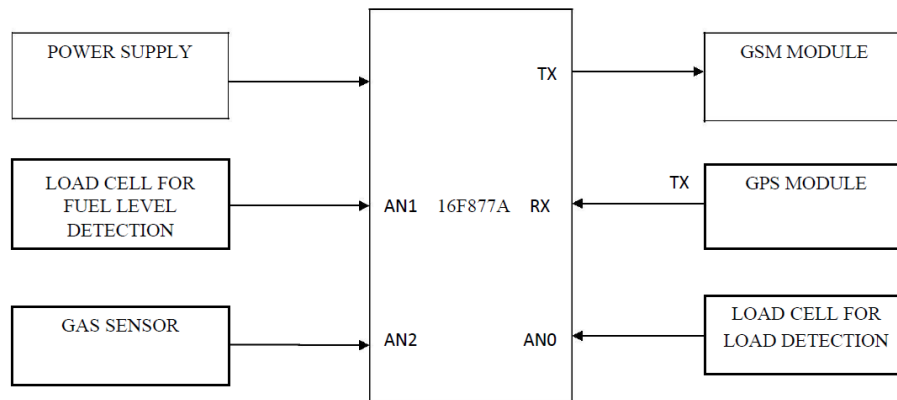 POWER SUPPLY
LOAD CELL FOR
FUEL LEVEL
DETECTION
GAS SENSOR
TX
AN1 16F877A RX
AN2 AN0
GSM MODULE
TX
GPS MODULE
LOAD CELL FOR
LOAD DETECTION